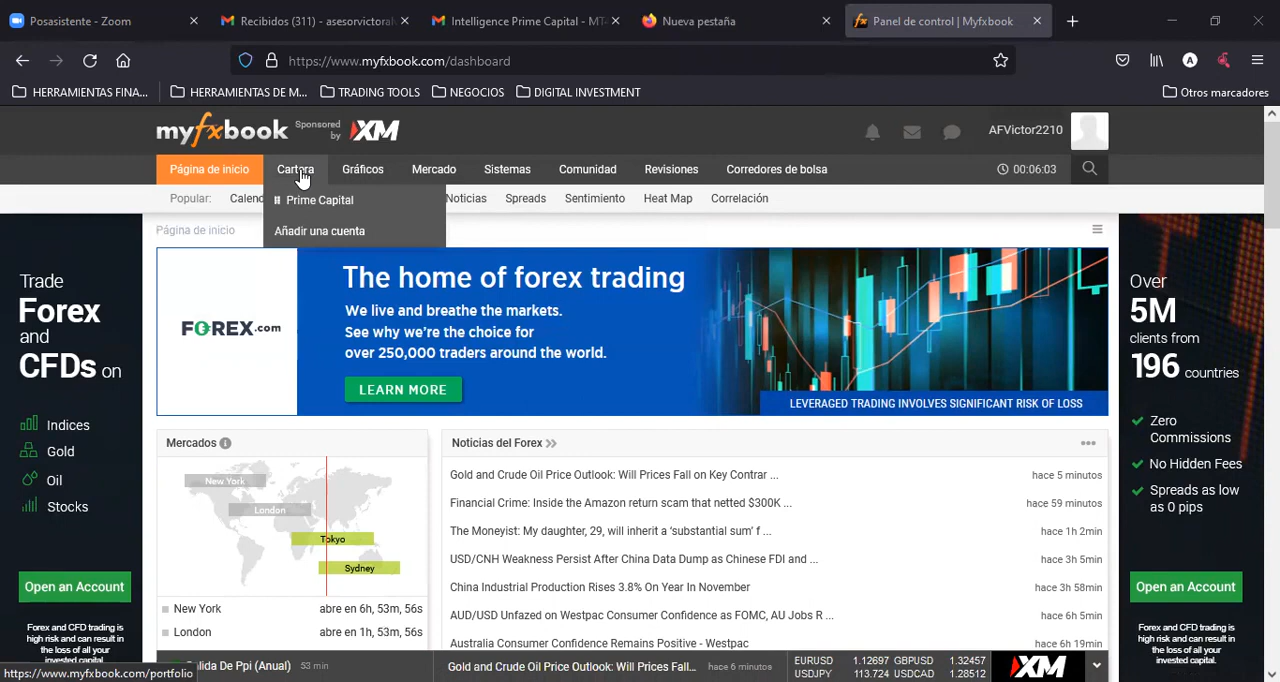 Posasistente - Zoom
Recibidos (311) - asesorvictoral
Intelligence Prime Capital - MT4
Nueva pestaña
Panel de control | Myfxbook
https://www.myfxbook.com/dashboard
HERRAMIENTAS FINA...
HERRAMIENTAS DE M...
TRADING TOOLS
NEGOCIOS
DIGITAL INVESTMENT
Otros marcadores
myfxbook
Sponsored by
XM
AFVictor2210
Página de inicio
Cartera
Gráficos
Mercado
Sistemas
Comunidad
Revisiones
Corredores de bolsa
00:06:03
Popular:
Calend
Noticias
Spreads
Sentimiento
Heat Map
Correlación
Prime Capital
Añadir una cuenta
Página de inicio
Trade
Forex
and
CFDs on
Indices
Gold
Oil
Stocks
Open an Account
Forex and CFD trading is
high risk and can result in
the loss of all your
invested capital.
FOREX.com
The home of forex trading
We live and breathe the markets.
See why we're the choice for
over 250,000 traders around the world.
LEARN MORE
LEVERAGED TRADING INVOLVES SIGNIFICANT RISK OF LOSS
Over
5M
clients from
196 countries
Zero
Commissions
No Hidden Fees
Spreads as low
as 0 pips
Open an Account
Forex and CFD trading is
high risk and can result in
the loss of all your
invested capital.
Mercados
New York
London
Tokyo
Sydney
New York abre en 6h, 53m, 56s
London abre en 1h, 53m, 56s
Noticias del Forex
Gold and Crude Oil Price Outlook: Will Prices Fall on Key Contrar ... hace 5 minutos
Financial Crime: Inside the Amazon return scam that netted $300K ... hace 59 minutos
The Moneyist: My daughter, 29, will inherit a ‘substantial sum’ f ... hace 1h 2min
USD/CNH Weakness Persist After China Data Dump as Chinese FDI and ... hace 3h 5min
China Industrial Production Rises 3.8% On Year In November hace 3h 58min
AUD/USD Unfazed on Westpac Consumer Confidence as FOMC, AU Jobs R ... hace 6h 5min
Australia Consumer Confidence Remains Positive - Westpac hace 6h 19min
alida De Ppi (Anual) 53 min
Gold and Crude Oil Price Outlook: Will Prices Fall... hace 6 minutos
EURUSD 1.12697 GBPUSD 1.32457
USDJPY 113.724 USDCAD 1.28512
XM
https://www.myfxbook.com/portfolio